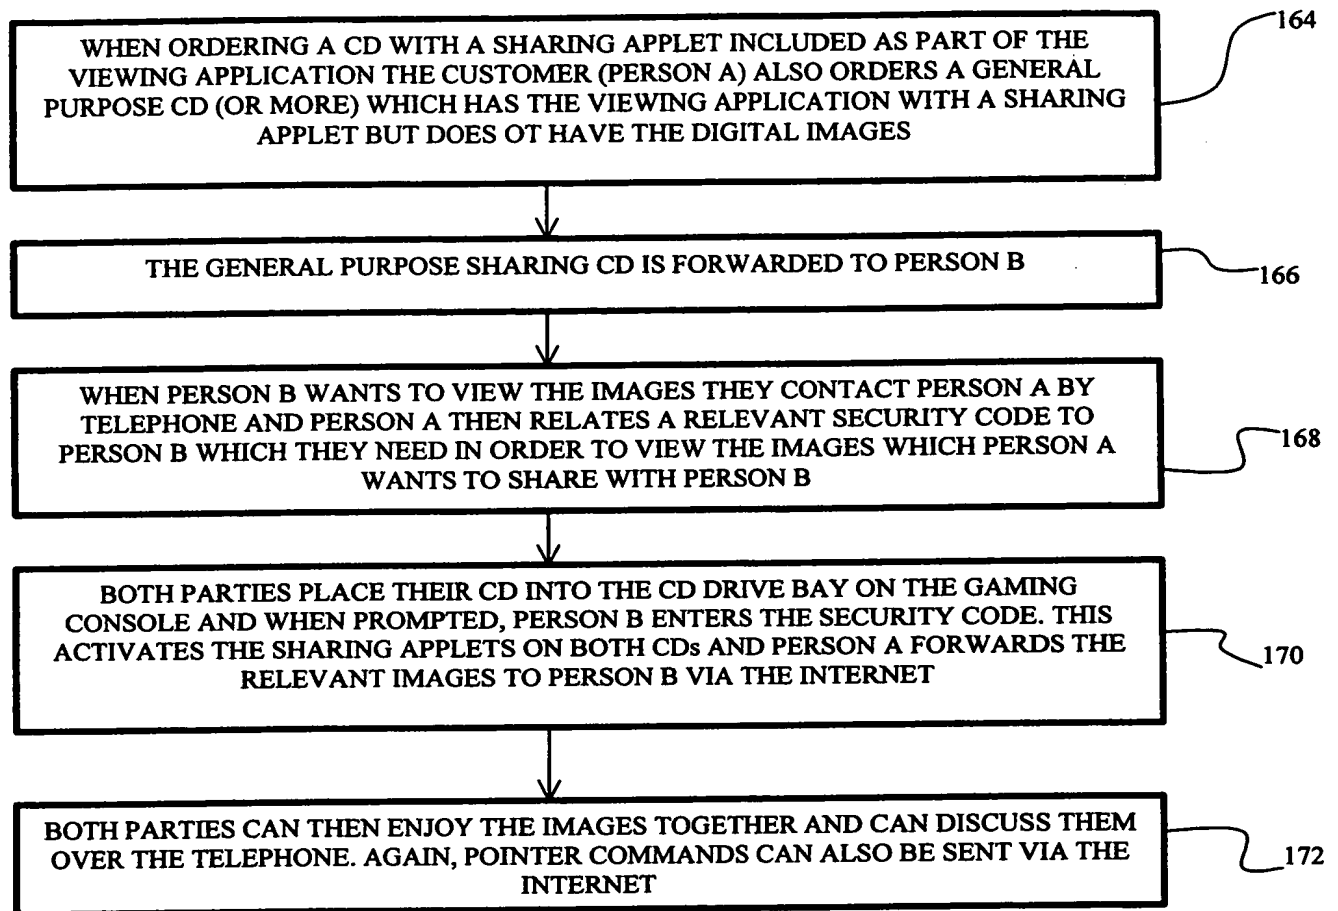 WHEN ORDERING A CD WITH A SHARING APPLET INCLUDED AS PART OF THE
VIEWING APPLICATION THE CUSTOMER (PERSON A) ALSO ORDERS A GENERAL
PURPOSE CD (OR MORE) WHICH HAS THE VIEWING APPLICATION WITH A SHARING
APPLET BUT DOES OT HAVE THE DIGITAL IMAGES
164
THE GENERAL PURPOSE SHARING CD IS FORWARDED TO PERSON B
166
WHEN PERSON B WANTS TO VIEW THE IMAGES THEY CONTACT PERSON A BY
TELEPHONE AND PERSON A THEN RELATES A RELEVANT SECURITY CODE TO
PERSON B WHICH THEY NEED IN ORDER TO VIEW THE IMAGES WHICH PERSON A
WANTS TO SHARE WITH PERSON B
168
BOTH PARTIES PLACE THEIR CD INTO THE CD DRIVE BAY ON THE GAMING
CONSOLE AND WHEN PROMPTED, PERSON B ENTERS THE SECURITY CODE. THIS
ACTIVATES THE SHARING APPLETS ON BOTH CDs AND PERSON A FORWARDS THE
RELEVANT IMAGES TO PERSON B VIA THE INTERNET
170
BOTH PARTIES CAN THEN ENJOY THE IMAGES TOGETHER AND CAN DISCUSS THEM
OVER THE TELEPHONE. AGAIN, POINTER COMMANDS CAN ALSO BE SENT VIA THE
INTERNET
172